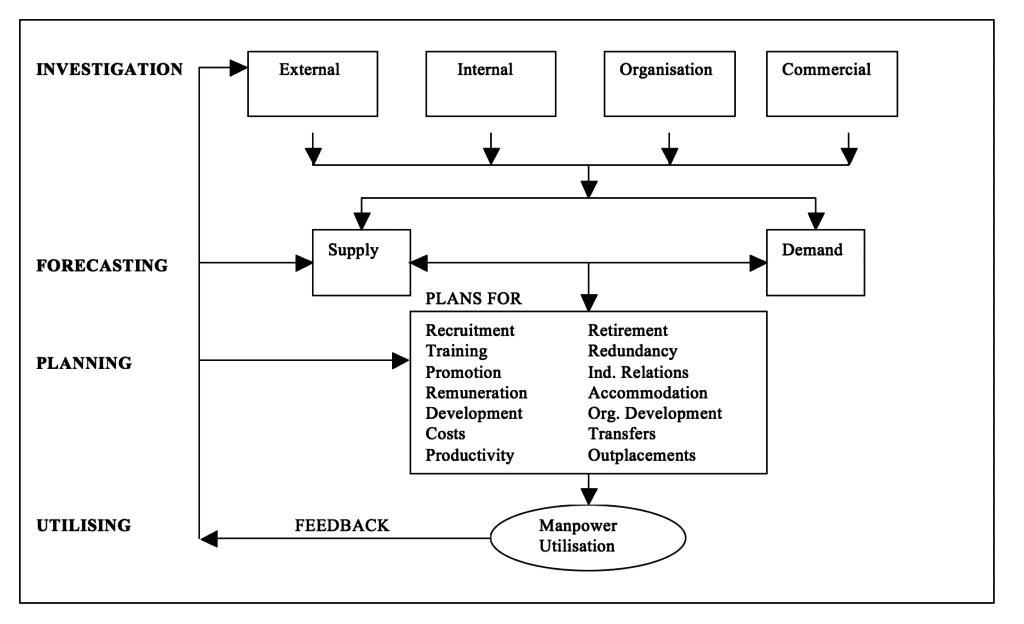 INVESTIGATION
External
Internal
Organisation
Commercial
FORECASTING
Supply
Demand
PLANS FOR
PLANNING
Recruitment
Retirement
Training
Redundancy
Promotion
Ind. Relations
Remuneration
Accommodation
Development
Org. Development
Costs
Transfers
Productivity
Outplacements
UTILISING
FEEDBACK
Manpower
Utilisation